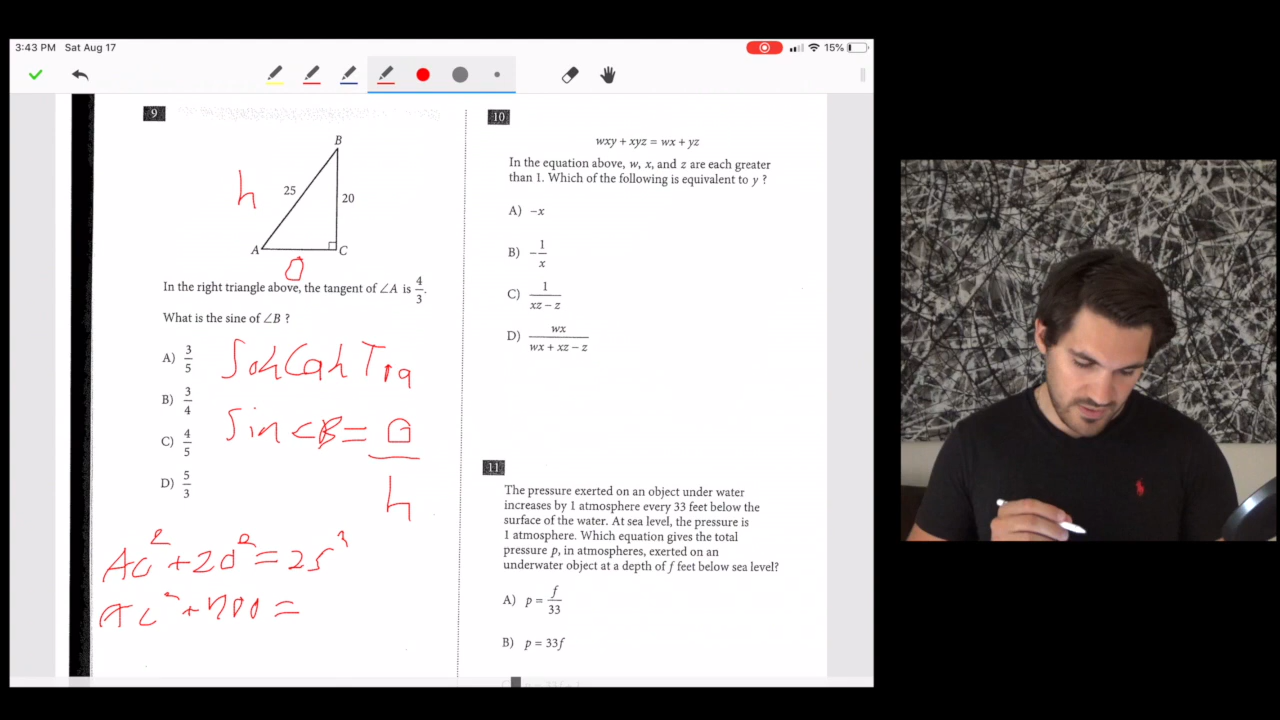 3:43 PM Sat Aug 17
15%
9
B
h
25
20
A
C
O
In the right triangle above, the tangent of ∠A is 4/3.
What is the sine of ∠B ?
A) 3/5
B) 3/4
C) 4/5
D) 5/3
Soh Cah Toa
Sin <B = O/h
AC² + 20² = 25²
AC² + 400 =
10
wxy + xyz = wx + yz
In the equation above, w, x, and z are each greater
than 1. Which of the following is equivalent to y ?
A) −x
B) −1/x
C) 1/(xz − z)
D) wx/(wx + xz − z)
11
The pressure exerted on an object under water
increases by 1 atmosphere every 33 feet below the
surface of the water. At sea level, the pressure is
1 atmosphere. Which equation gives the total
pressure p, in atmospheres, exerted on an
underwater object at a depth of f feet below sea level?
A) p = f/33
B) p = 33f